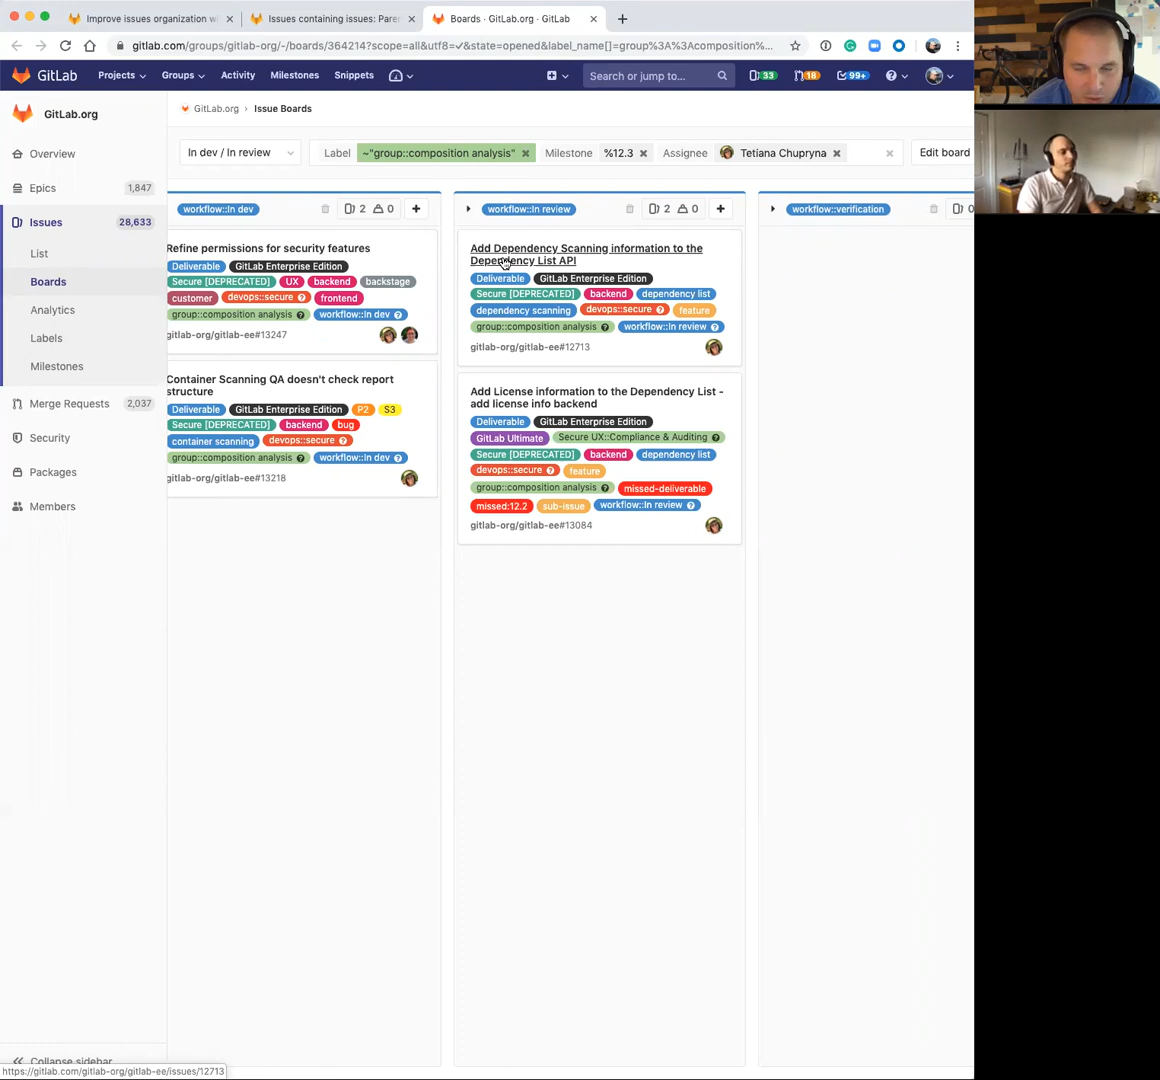 Improve issues organization w
Issues containing issues: Pare
Boards · GitLab.org · GitLab
gitlab.com/groups/gitlab-org/-/boards/364214?scope=all&utf8=✓&state=opened&label_name[]=group%3A%3Acomposition%...
GitLab Projects Groups Activity Milestones Snippets Search or jump to... 33 18 99+
GitLab.org
GitLab.org › Issue Boards
In dev / In review Label ~"group::composition analysis" Milestone %12.3 Assignee Tetiana Chupryna Edit board
Overview
Epics 1,847
Issues 28,633
List
Boards
Analytics
Labels
Milestones
Merge Requests 2,037
Security
Packages
Members
Collapse sidebar
workflow::In dev 2 0
Refine permissions for security features
Deliverable GitLab Enterprise Edition
Secure [DEPRECATED] UX backend backstage
customer devops::secure frontend
group::composition analysis workflow::In dev
gitlab-org/gitlab-ee#13247
Container Scanning QA doesn't check report
structure
Deliverable GitLab Enterprise Edition P2 S3
Secure [DEPRECATED] backend bug
container scanning devops::secure
group::composition analysis workflow::In dev
gitlab-org/gitlab-ee#13218
workflow::In review 2 0
Add Dependency Scanning information to the
Dependency List API
Deliverable GitLab Enterprise Edition
Secure [DEPRECATED] backend dependency list
dependency scanning devops::secure feature
group::composition analysis workflow::In review
gitlab-org/gitlab-ee#12713
Add License information to the Dependency List -
add license info backend
Deliverable GitLab Enterprise Edition
GitLab Ultimate Secure UX::Compliance & Auditing
Secure [DEPRECATED] backend dependency list
devops::secure feature
group::composition analysis missed-deliverable
missed:12.2 sub-issue workflow::In review
gitlab-org/gitlab-ee#13084
workflow::verification 0
https://gitlab.com/gitlab-org/gitlab-ee/issues/12713